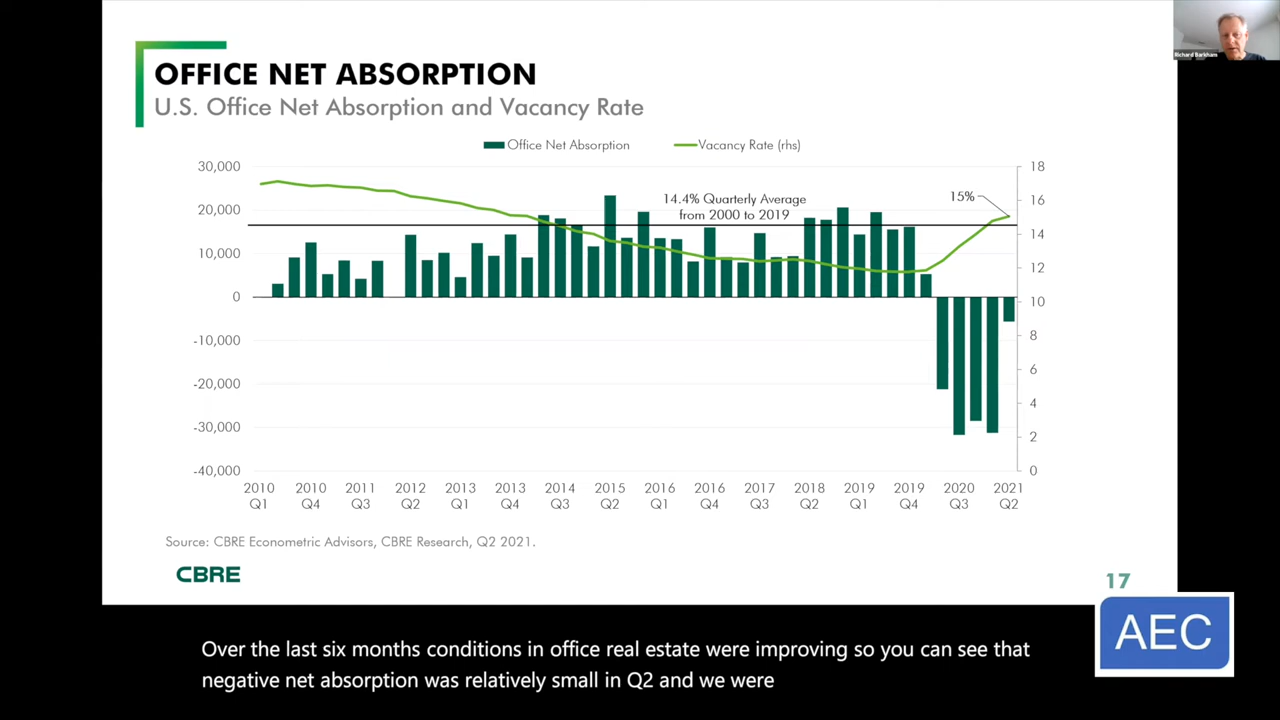 Richard Barkham
OFFICE NET ABSORPTION
U.S. Office Net Absorption and Vacancy Rate
Office Net Absorption
Vacancy Rate (rhs)
30,000
20,000
10,000
0
-10,000
-20,000
-30,000
-40,000
14.4% Quarterly Average
from 2000 to 2019
15%
18
16
14
12
10
8
6
4
2
0
2010 2010 2011 2012 2013 2014 2015 2016 2016 2017 2018 2019 2019 2020 2021
Q1 Q4 Q3 Q2 Q1 Q3 Q2 Q1 Q4 Q3 Q2 Q1 Q4 Q3 Q2
Source: CBRE Econometric Advisors, CBRE Research, Q2 2021.
CBRE
17
AEC
Over the last six months conditions in office real estate were improving so you can see that
negative net absorption was relatively small in Q2 and we were